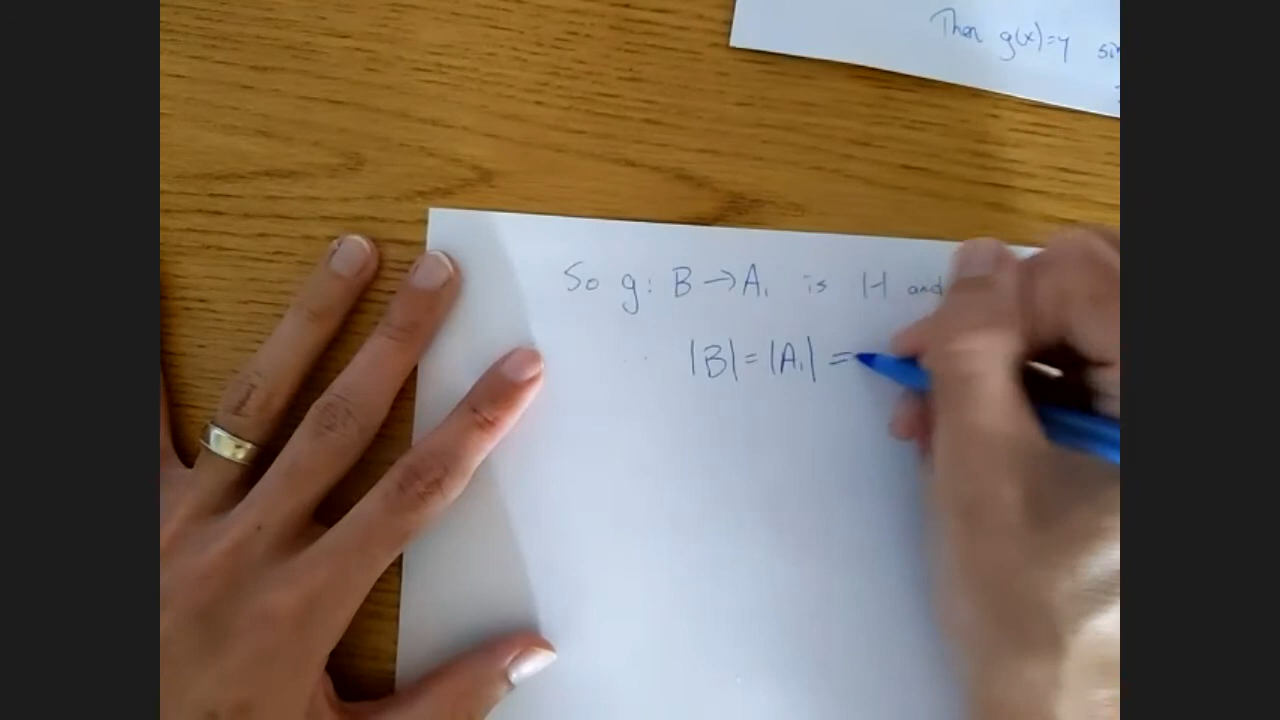 Then g(x)=y
So g: B→A₁ is 1-1 and
|B|=|A₁| =